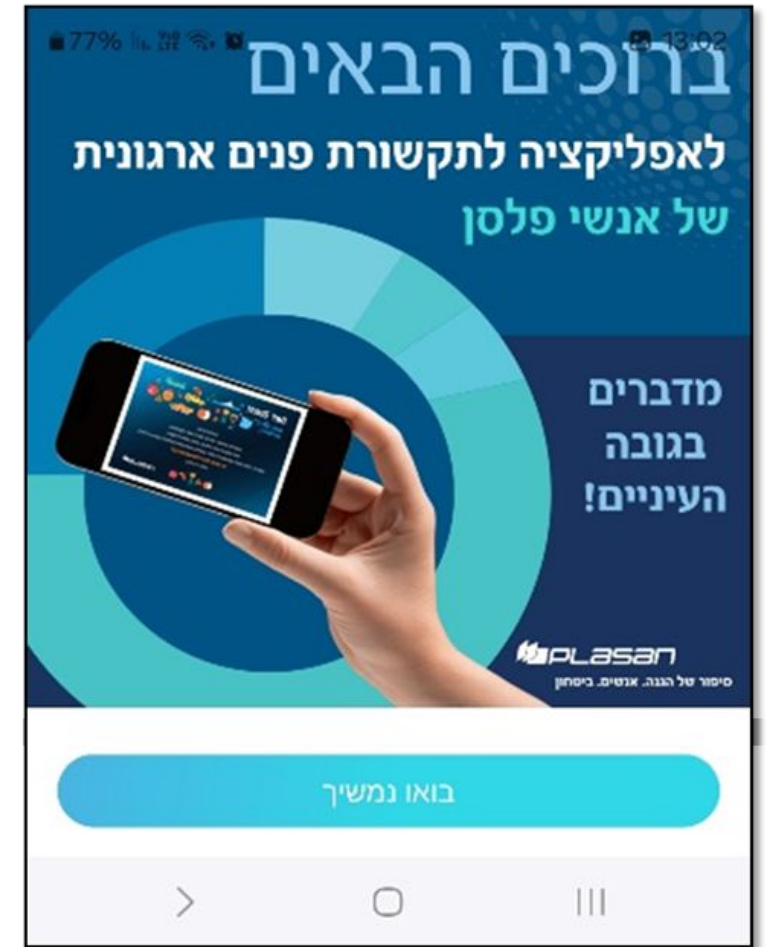 77% 13:02
ברוכים הבאים
לאפליקציה לתקשורת פנים ארגונית
של אנשי פלסן
מדברים
בגובה
העיניים!
PLasan
סיפור של הגנה. אנשים. ביטחון
בואו נמשיך